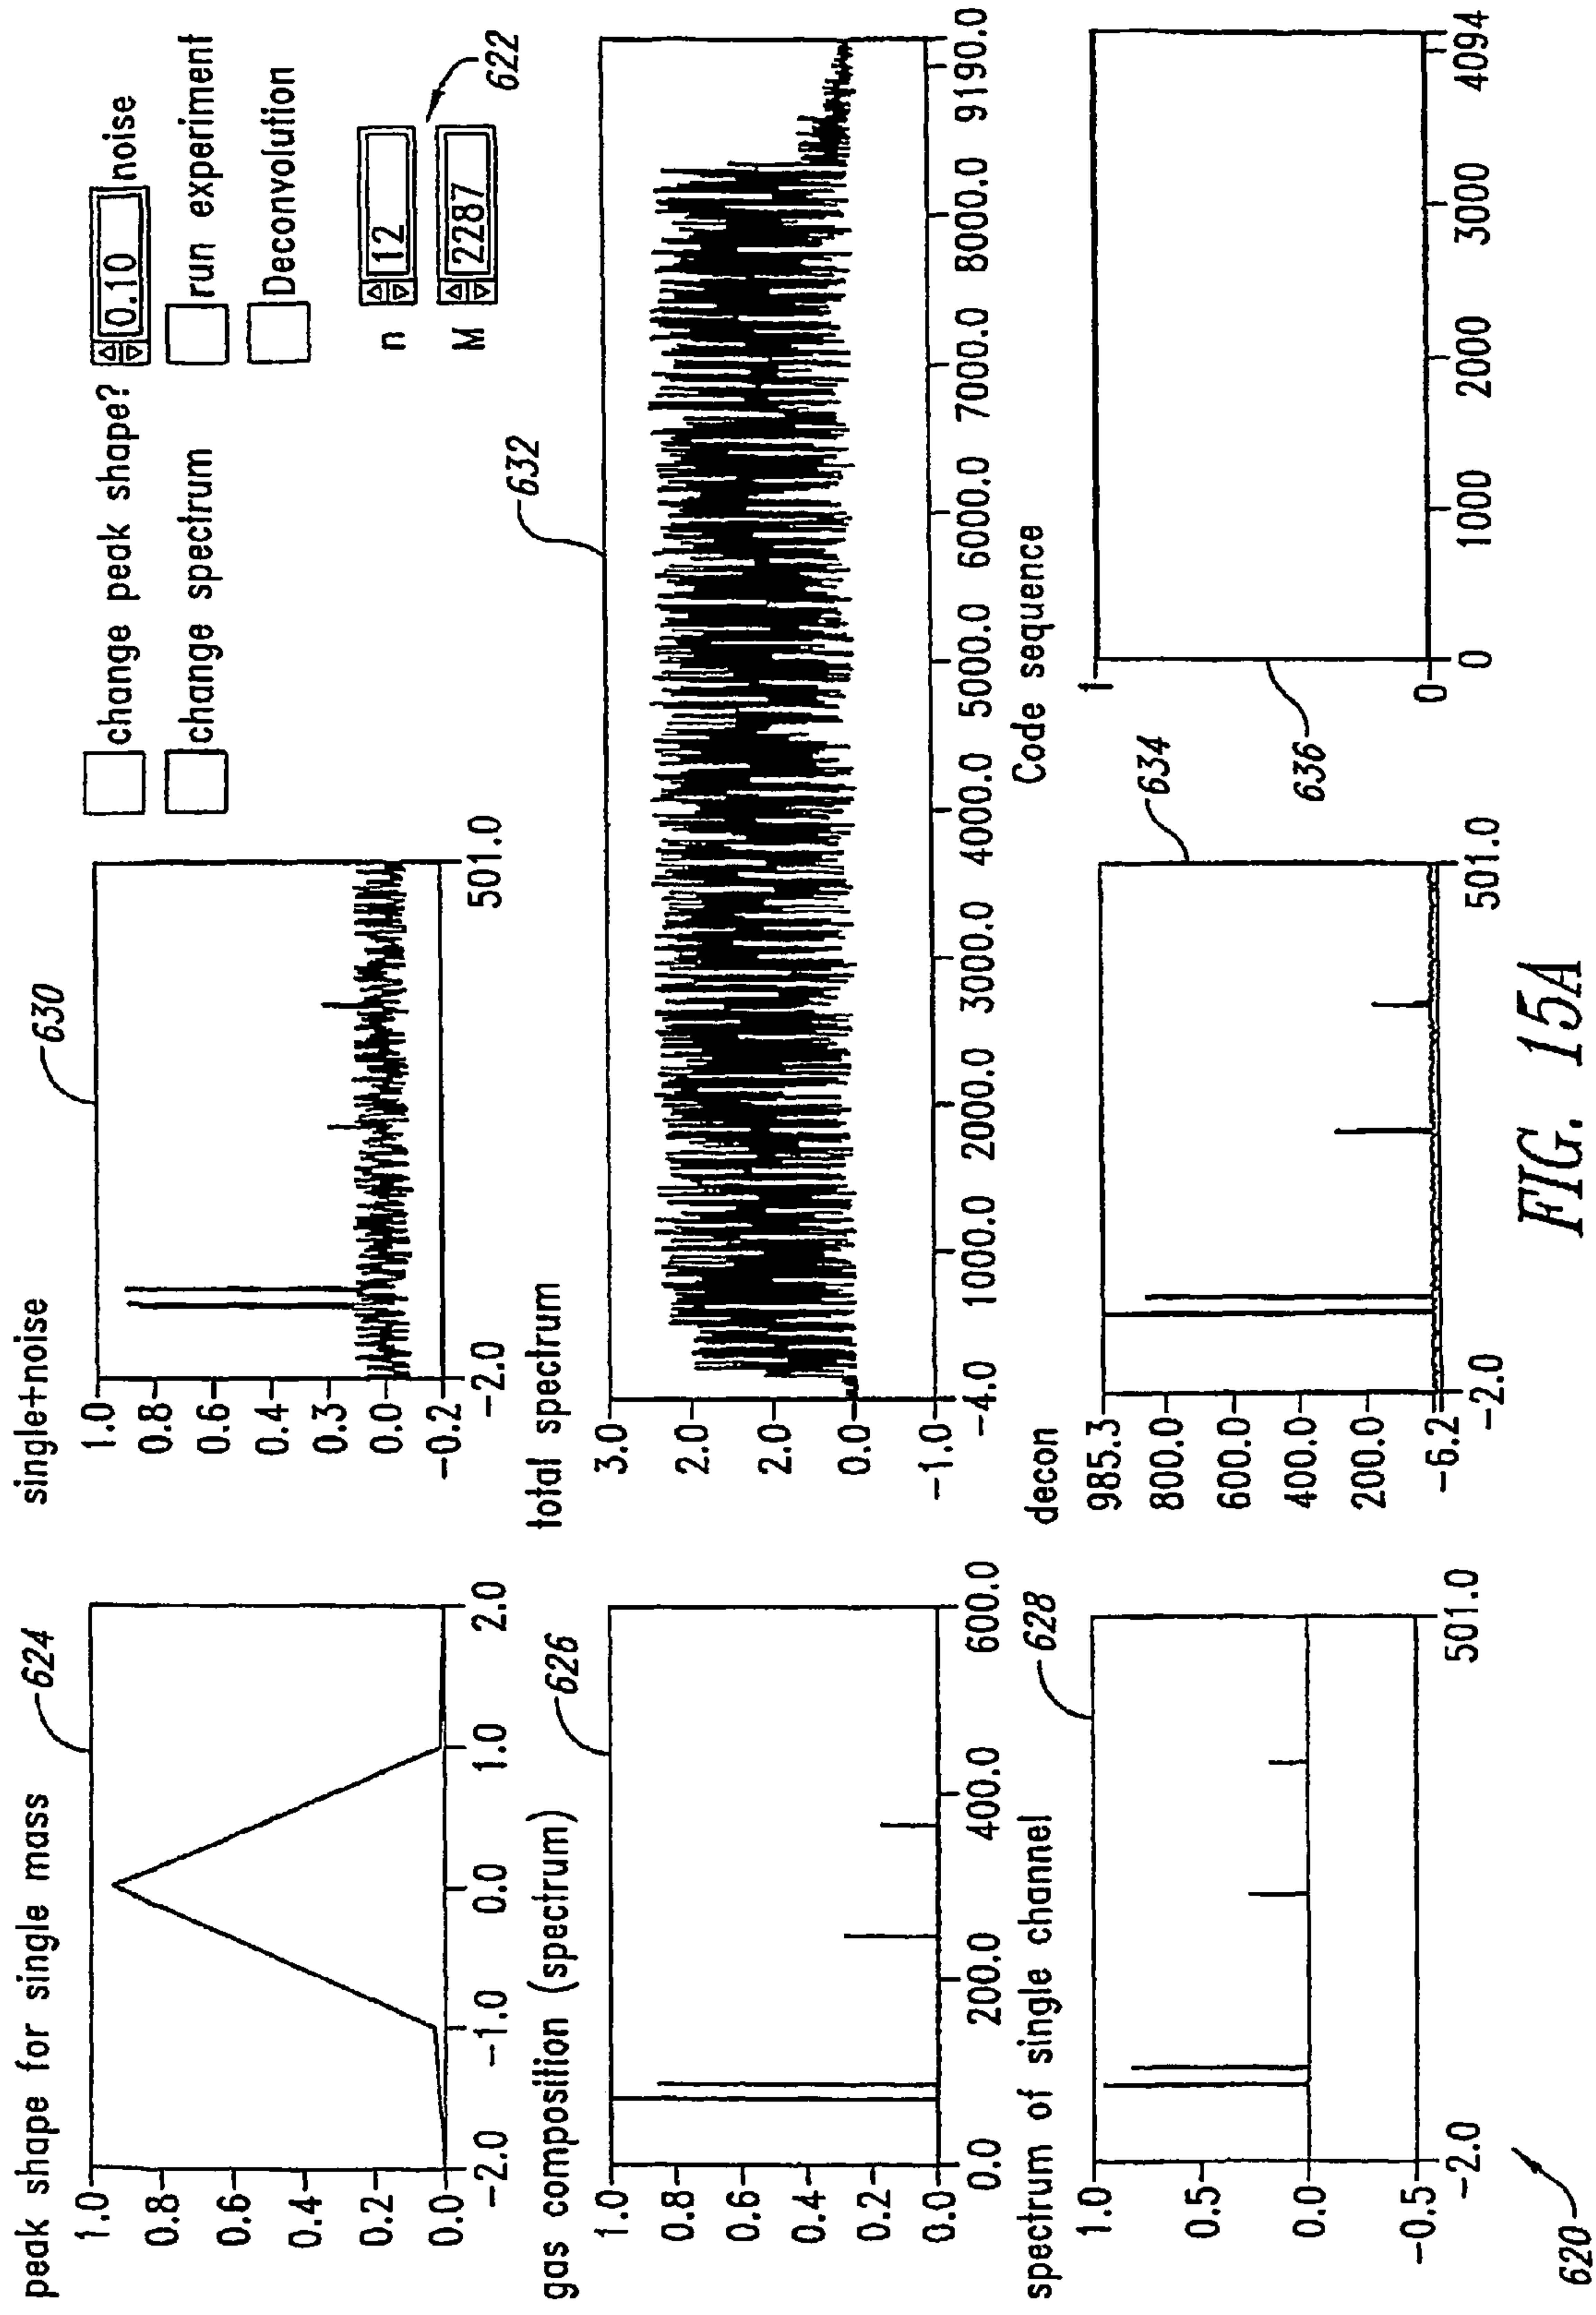 peak shape for single mass
624
1.0
0.8
0.6
0.4
0.2
0.0
-2.0 -1.0 0.0 1.0 2.0
gas composition (spectrum)
626
1.0
0.8
0.6
0.4
0.2
0.0
200.0 400.0 600.0
spectrum of single channel
628
1.0
0.5
0.0
-0.5
-2.0 501.0
620
single+noise
630
1.0
0.8
0.6
0.4
0.3
0.0
-0.2
-2.0 501.0
change peak shape?
change spectrum
0.10 noise
run experiment
Deconvolution
n 12
M 2287
622
total spectrum
632
3.0
2.0
2.0
0.0
-1.0
-4.0 1000.0 2000.0 3000.0 4000.0 5000.0 6000.0 7000.0 8000.0 9190.0
decon
634
985.3
800.0
600.0
400.0
200.0
-6.2
-2.0 501.0
Code sequence
636
0
0 1000 2000 3000 4094
FIG. 15A